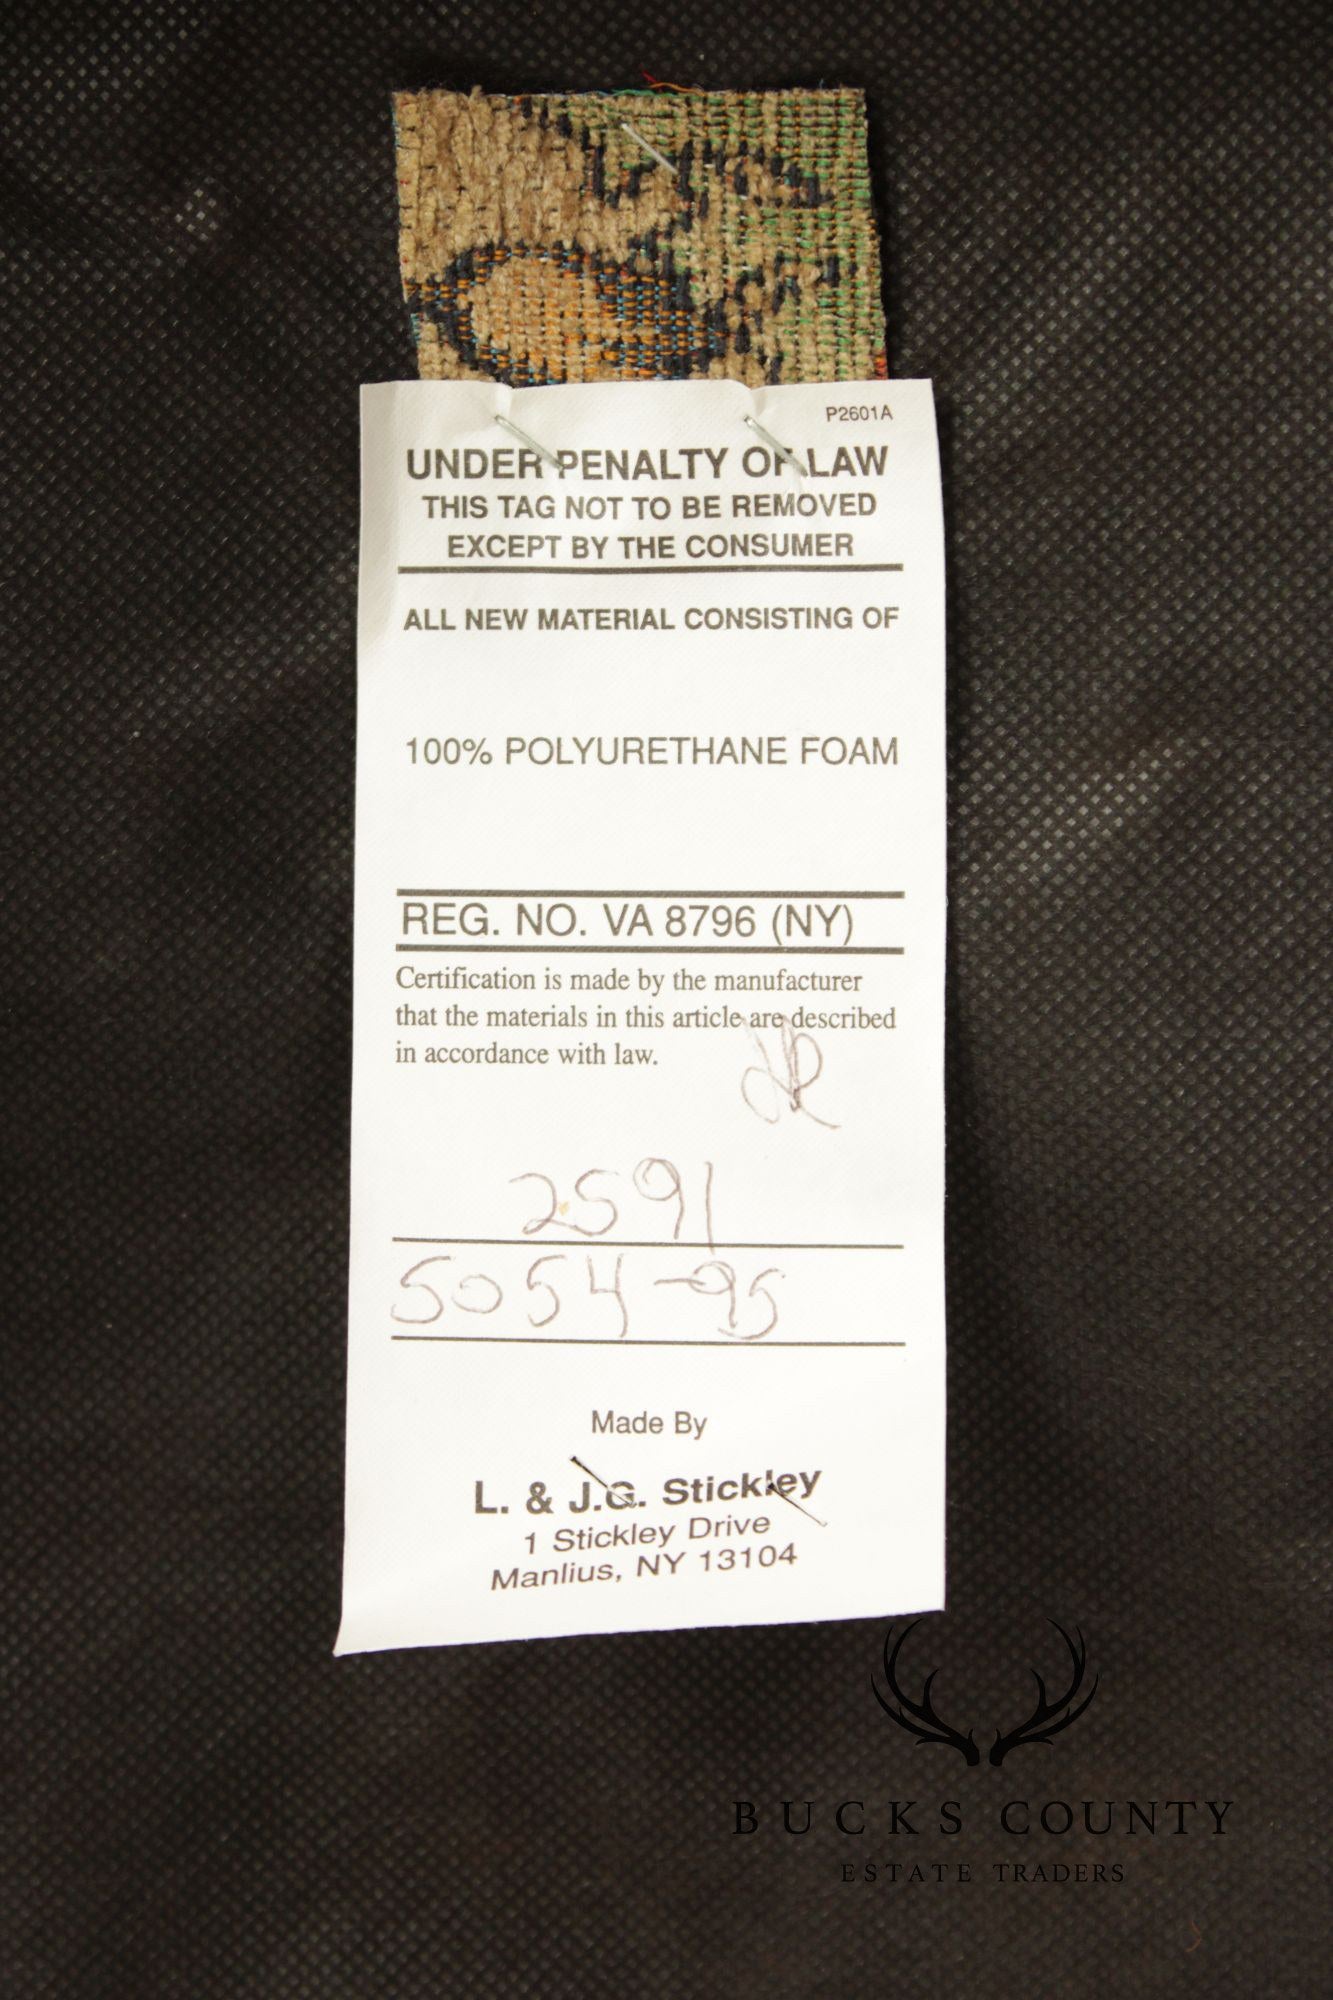 P2601A
UNDER PENALTY OF LAW
THIS TAG NOT TO BE REMOVED
EXCEPT BY THE CONSUMER
ALL NEW MATERIAL CONSISTING OF
100% POLYURETHANE FOAM
REG. NO. VA 8796 (NY)
Certification is made by the manufacturer
that the materials in this article are described
in accordance with law.
2591
5054-95
Made By
L. & J.G. Stickley
1 Stickley Drive
Manlius, NY 13104
BUCKS COUNTY
ESTATE TRADERS